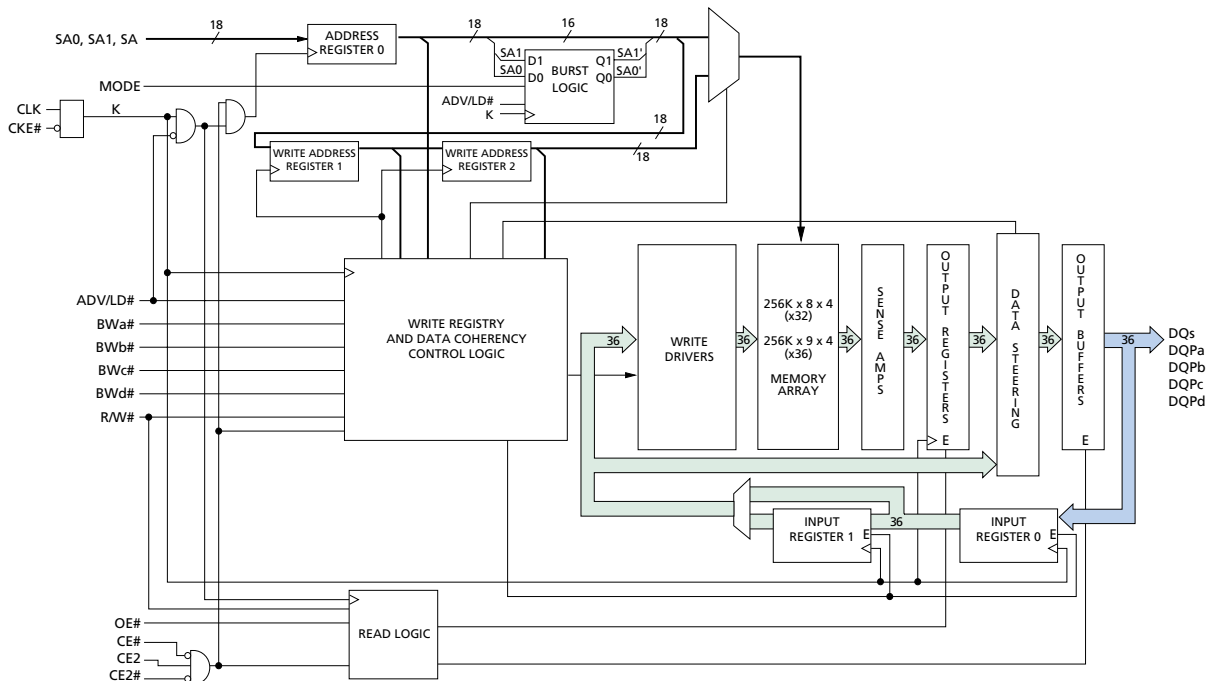 18
SA0, SA1, SA
ADDRESS
REGISTER 0
18
16
18
SA1
SA0
D1
D0
BURST
LOGIC
Q1
Q0
SA1'
SA0'
MODE
ADV/LD#
K
CLK
CKE#
K
18
18
WRITE ADDRESS
REGISTER 1
WRITE ADDRESS
REGISTER 2
ADV/LD#
BWa#
BWb#
BWc#
BWd#
R/W#
WRITE REGISTRY
AND DATA COHERENCY
CONTROL LOGIC
36
WRITE
DRIVERS
36
256K x 8 x 4
(x32)
256K x 9 x 4
(x36)
MEMORY
ARRAY
36
SENSE AMPS
36
OUTPUT REGISTERS
E
36
DATA STEERING
36
OUTPUT BUFFERS
E
36
DQs
DQPa
DQPb
DQPc
DQPd
INPUT
REGISTER 1
E
36
INPUT
REGISTER 0
E
OE#
CE#
CE2
CE2#
READ LOGIC